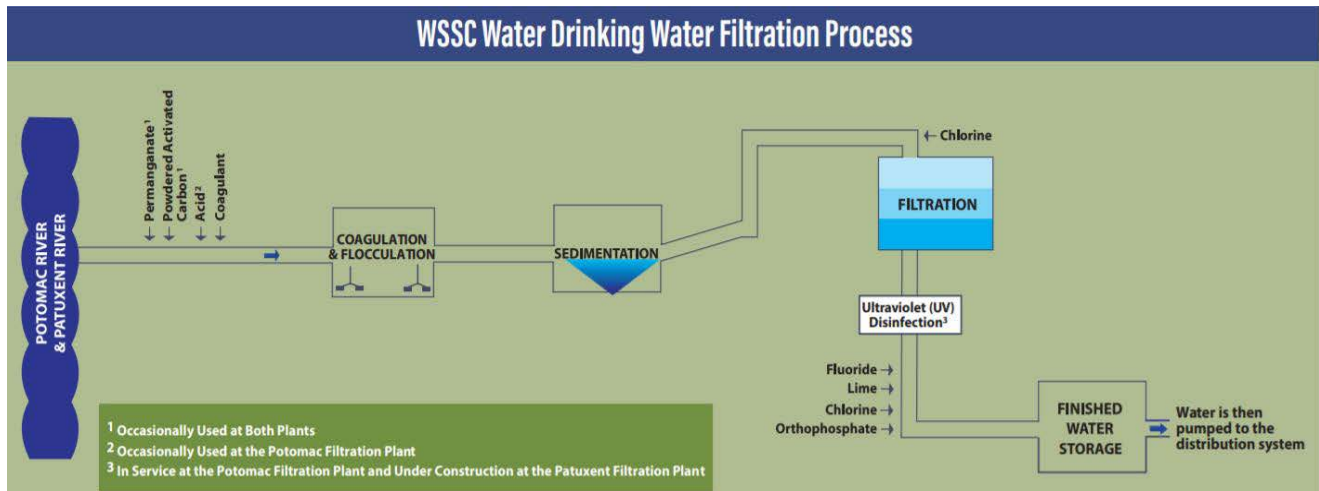 WSSC Water Drinking Water Filtration Process
POTOMAC RIVER
& PATUXENT RIVER
Permanganate¹
Powdered Activated
Carbon¹
Acid²
Coagulant
COAGULATION
& FLOCCULATION
SEDIMENTATION
Chlorine
FILTRATION
Ultraviolet (UV)
Disinfection³
Fluoride
Lime
Chlorine
Orthophosphate
FINISHED
WATER
STORAGE
Water is then
pumped to the
distribution system
¹ Occasionally Used at Both Plants
² Occasionally Used at the Potomac Filtration Plant
³ In Service at the Potomac Filtration Plant and Under Construction at the Patuxent Filtration Plant